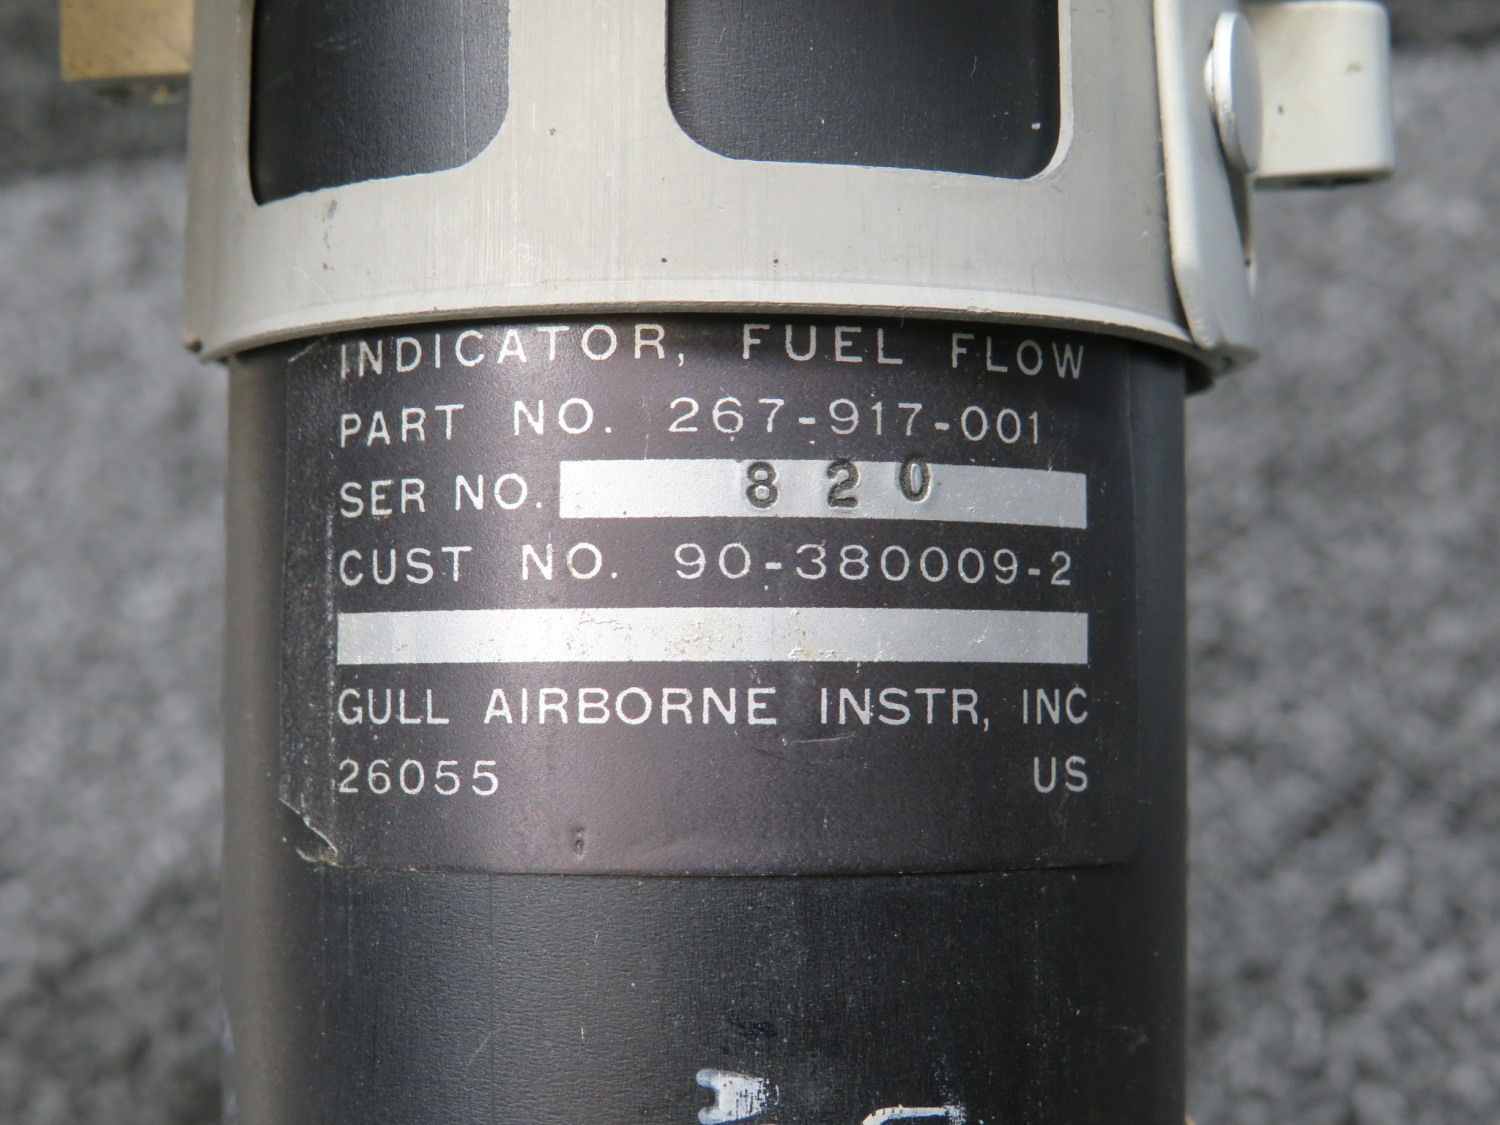 INDICATOR, FUEL FLOW
PART NO. 267-917-001
SER NO. 820
CUST NO. 90-380009-2
GULL AIRBORNE INSTR, INC
26055 US